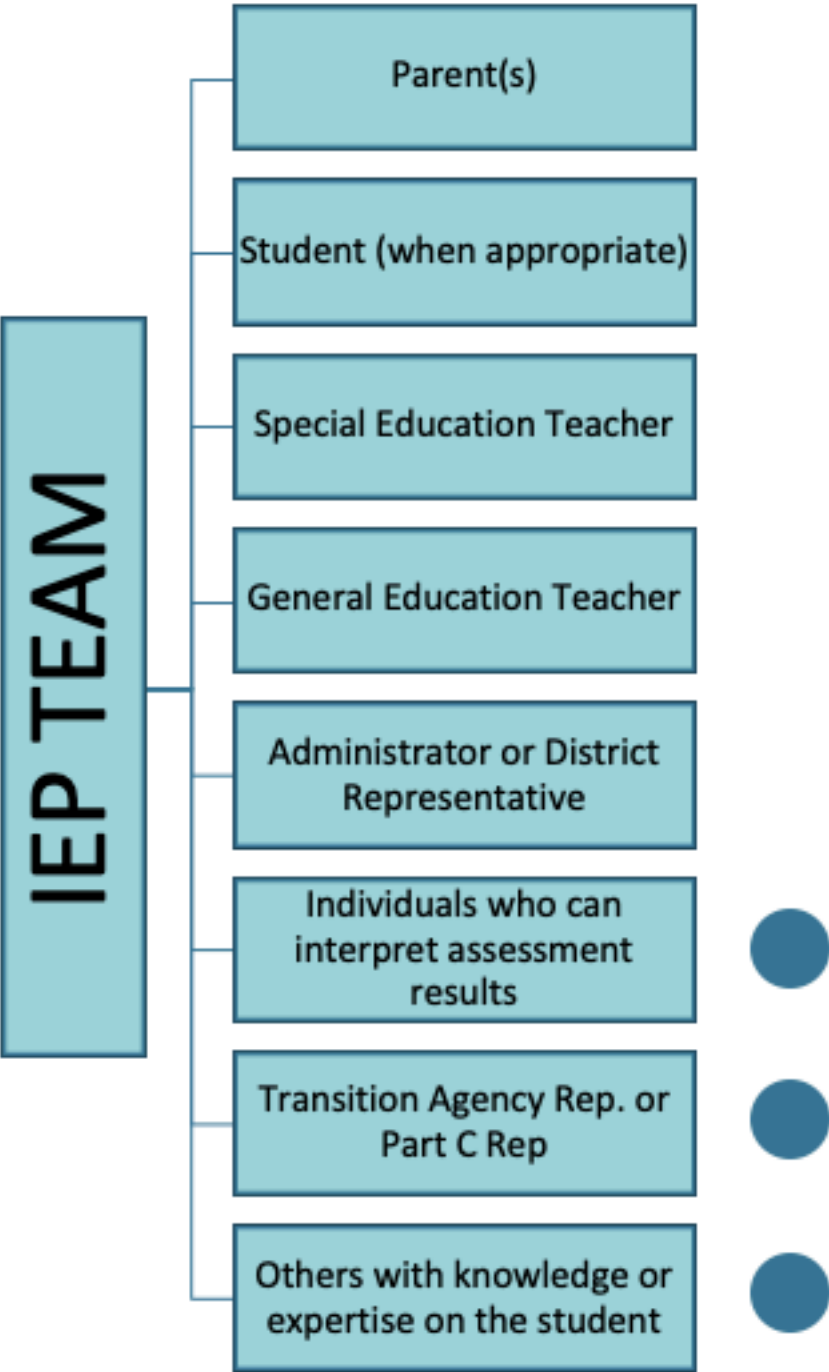 IEP TEAM
Parent(s)
Student (when appropriate)
Special Education Teacher
General Education Teacher
Administrator or District
Representative
Individuals who can
interpret assessment
results
Transition Agency Rep. or
Part C Rep
Others with knowledge or
expertise on the student